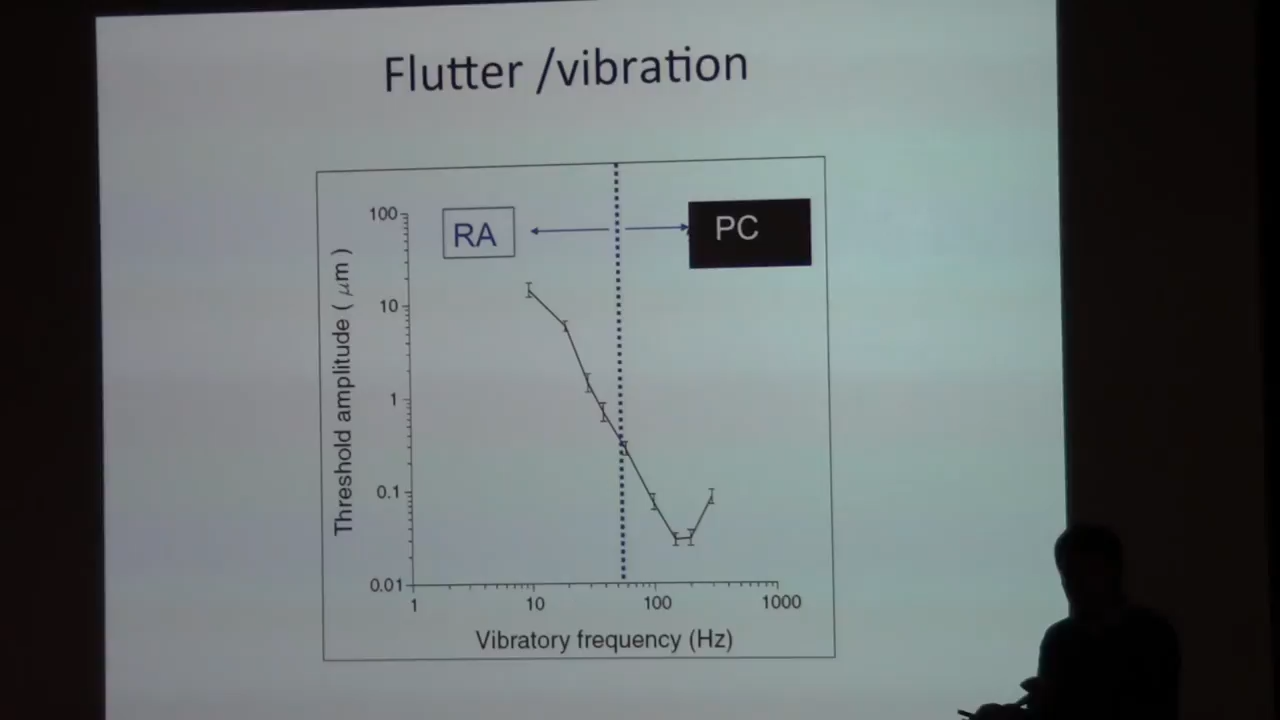 Flutter /vibration
RA
PC
Threshold amplitude ( μm )
100
10
1
0.1
0.01
1
10
100
1000
Vibratory frequency (Hz)